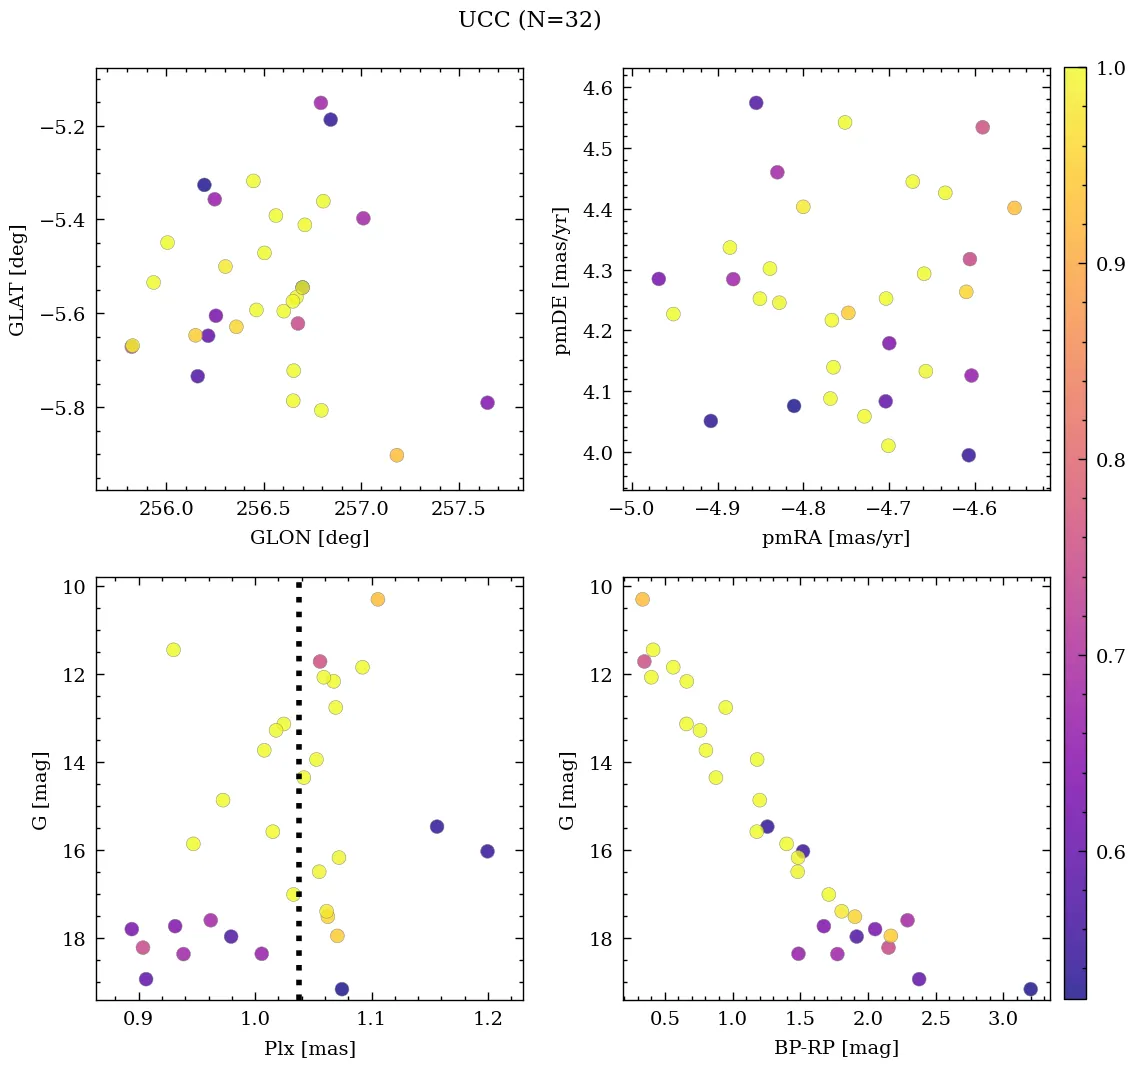 UCC (N=32)
−5.2
−5.4
−5.6
−5.8
GLAT [deg]
256.0 256.5 257.0 257.5
GLON [deg]
4.6
4.5
4.4
4.3
4.2
4.1
4.0
pmDE [mas/yr]
−5.0 −4.9 −4.8 −4.7 −4.6
pmRA [mas/yr]
1.0
0.9
0.8
0.7
0.6
10
12
14
16
18
G [mag]
0.9 1.0 1.1 1.2
Plx [mas]
10
12
14
16
18
G [mag]
0.5 1.0 1.5 2.0 2.5 3.0
BP-RP [mag]